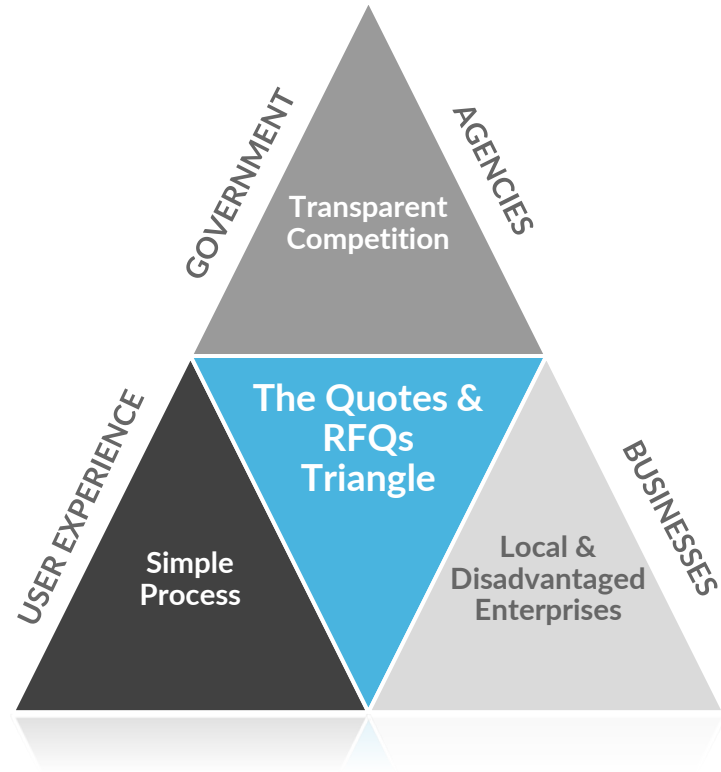 GOVERNMENT
AGENCIES
Transparent
Competition
The Quotes &
RFQs
Triangle
USER EXPERIENCE
Simple
Process
BUSINESSES
Local &
Disadvantaged
Enterprises